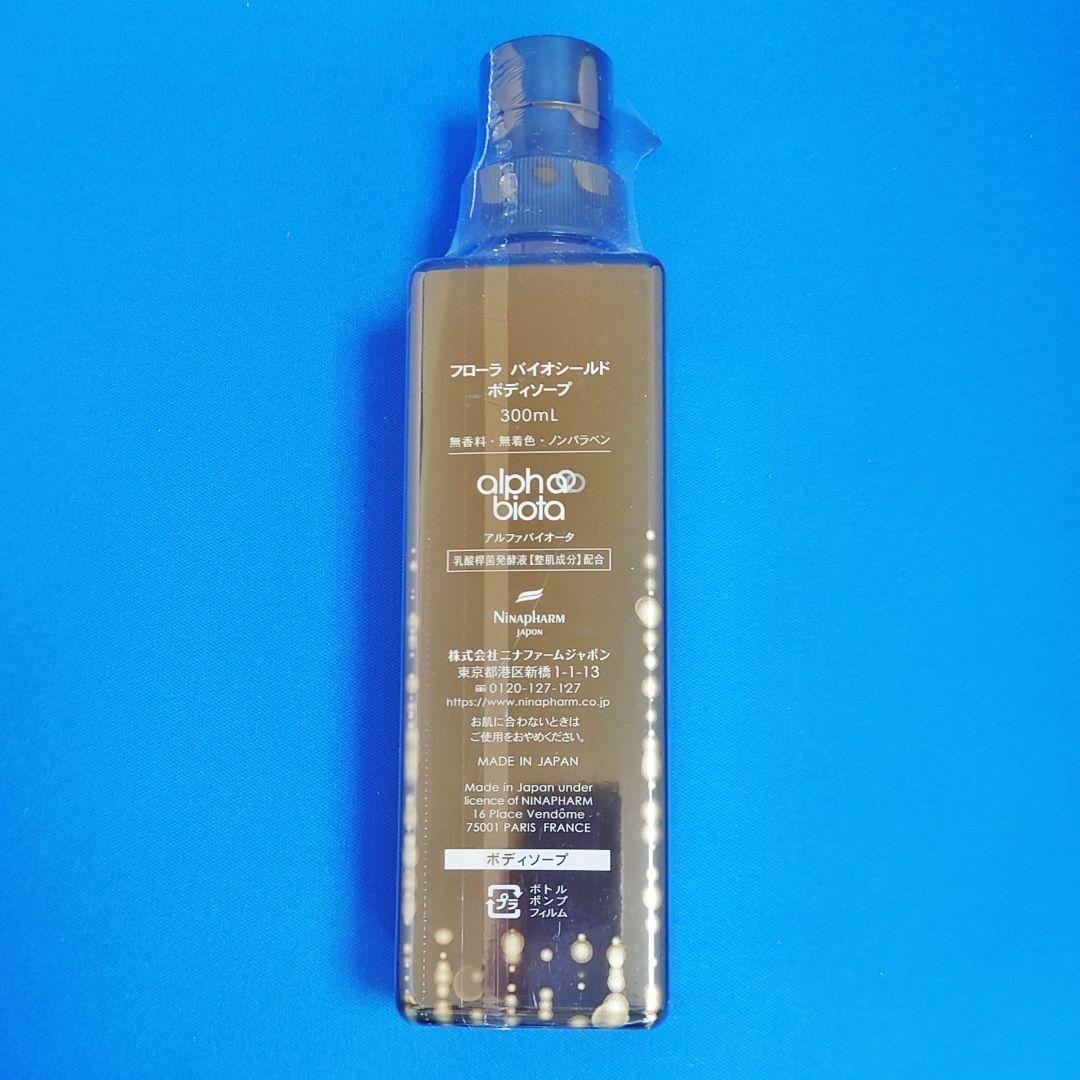 フローラ バイオシールド
ボディソープ
300mL
無香料・無着色・ノンパラベン
alpha
biota
アルファバイオータ
乳酸桿菌発酵液【整肌成分】配合
NINAPHARM
JAPON
株式会社ニナファームジャポン
東京都港区新橋1-1-13
0120-127-127
https://www.ninapharm.co.jp
お肌に合わないときは
ご使用をおやめください。
MADE IN JAPAN
Made in Japan under
licence of NINAPHARM
16 Place Vendôme
75001 PARIS FRANCE
ボディソープ
プラ
ボトル
ポンプ
フィルム